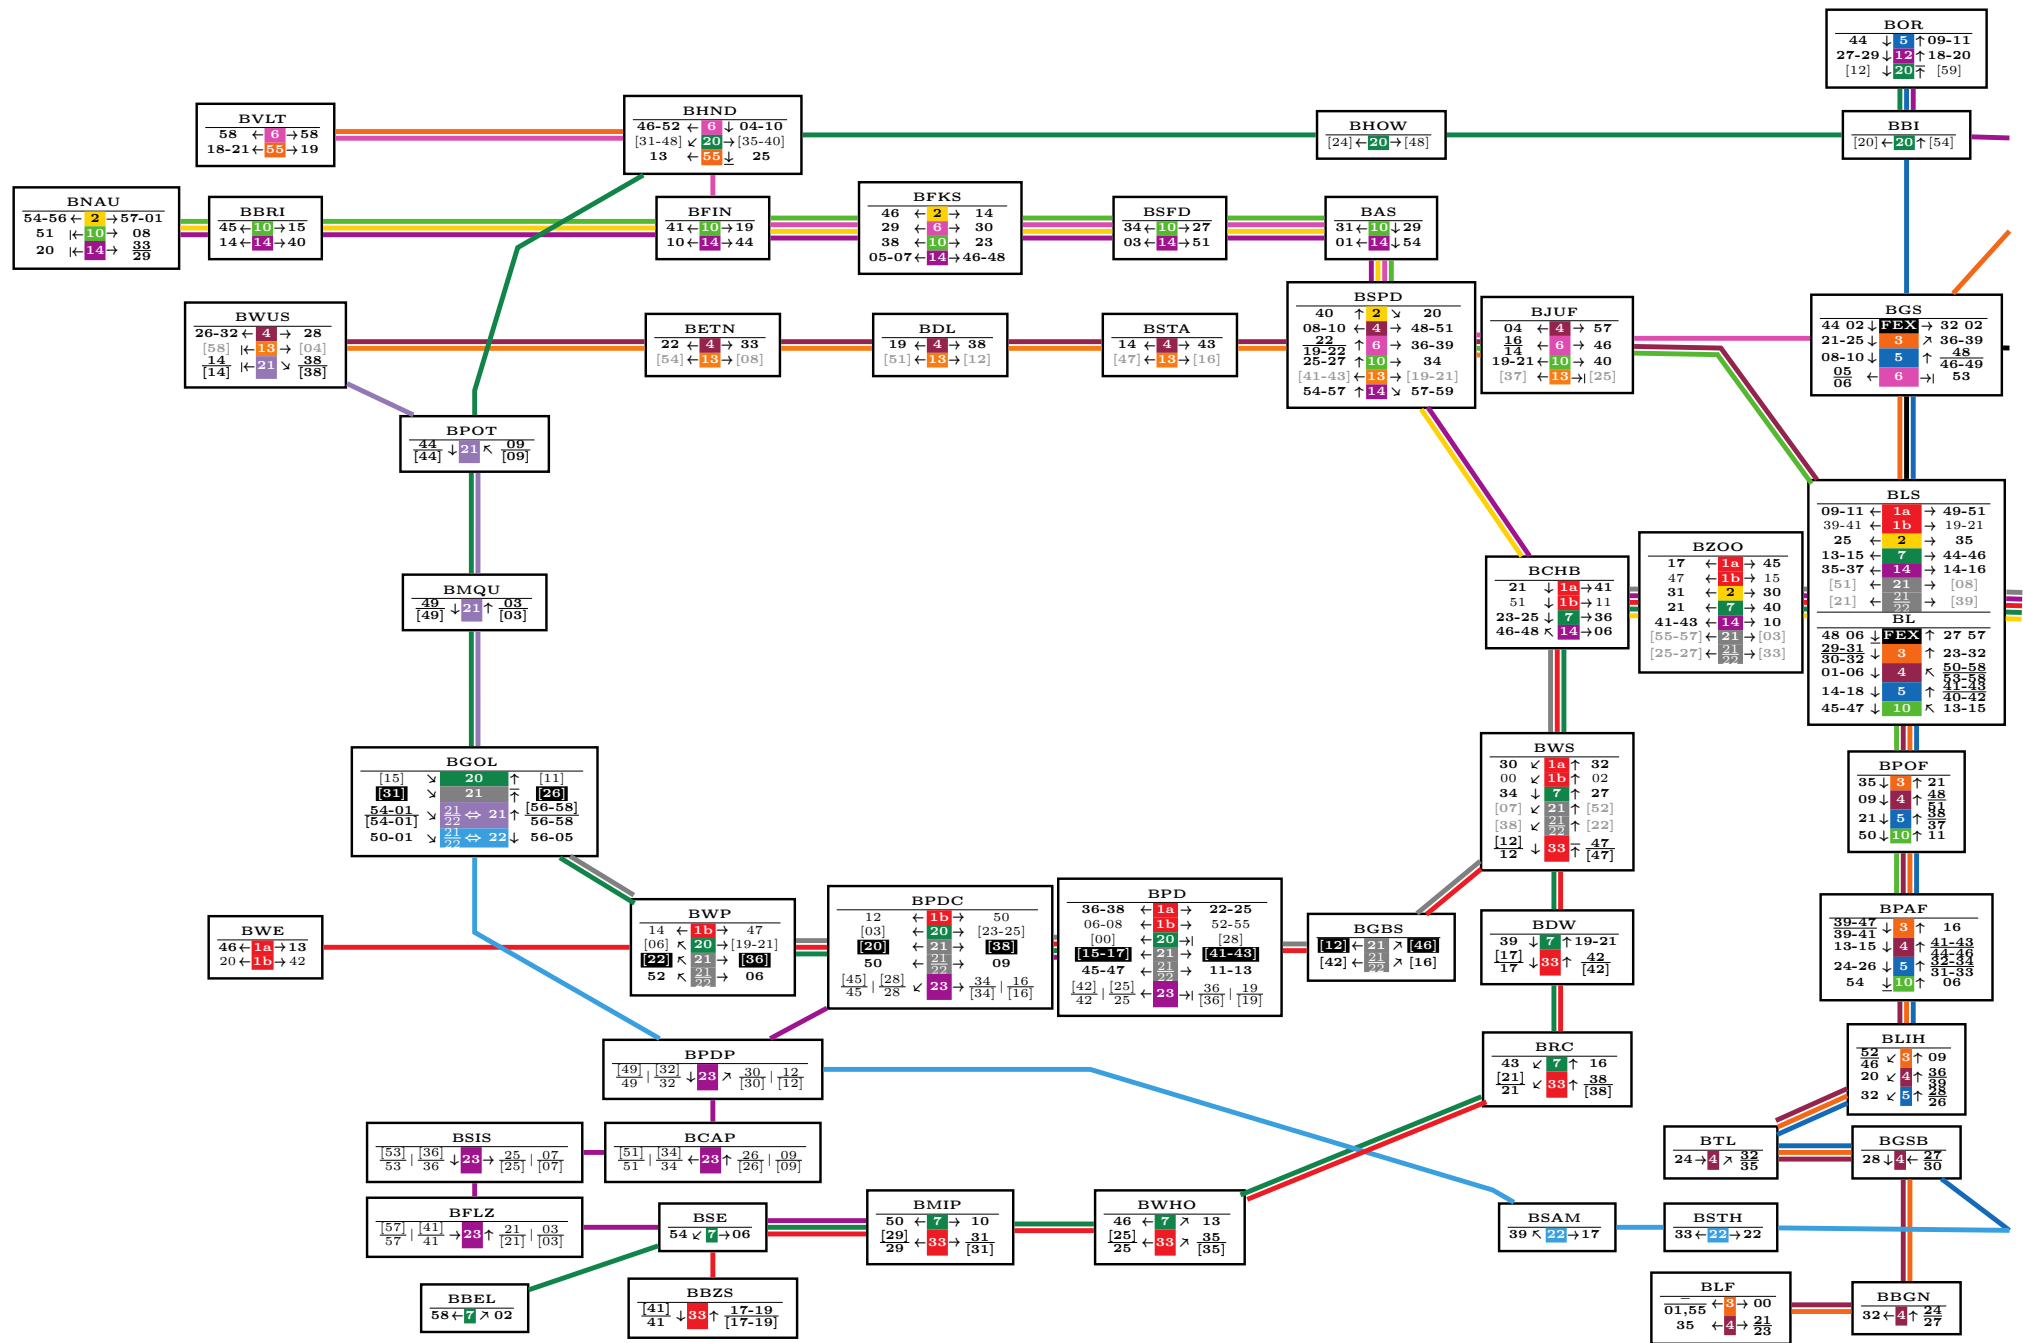 BOR
44 ↓ 5 ↑ 09-11
27-29 ↓ 12 ↑ 18-20
[12] ↓ 20 ↑ [59]
BVLT
58 ← 6 → 58
18-21 ← 55 → 19
BHND
46-52 ← 6 ↓ 04-10
[31-48] ↙ 20 → [35-40]
13 ← 55 ↓ 25
BHOW
[24] ← 20 → [48]
BBI
[20] ← 20 ↑ [54]
BNAU
54-56 ← 2 → 57-01
51 |← 10 → 08
20 |← 14 → 33/29
BBRI
45 ← 10 → 15
14 ← 14 → 40
BFIN
41 ← 10 → 19
10 ← 14 → 44
BFKS
46 ← 2 → 14
29 ← 6 → 30
38 ← 10 → 23
05-07 ← 14 → 46-48
BSFD
34 ← 10 → 27
03 ← 14 → 51
BAS
31 ← 10 ↓ 29
01 ← 14 ↓ 54
BWUS
26-32 ← 4 → 28
[58] |← 13 → [04]
14/[14] |← 21 ↘ 38/[38]
BETN
22 ← 4 → 33
[54] ← 13 → [08]
BDL
19 ← 4 → 38
[51] ← 13 → [12]
BSTA
14 ← 4 → 43
[47] ← 13 → [16]
BSPD
40 ↑ 2 ↘ 20
08-10 ← 4 → 48-51
22/19-22 ↑ 6 → 36-39
25-27 ↑ 10 → 34
[41-43] ← 13 → [19-21]
54-57 ↑ 14 ↘ 57-59
BJUF
04 ← 4 → 57
16/14 ← 6 → 46
19-21 ← 10 → 40
[37] ← 13 →| [25]
BGS
44 02 ↓ FEX → 32 02
21-25 ↓ 3 ↗ 36-39
08-10 ↓ 5 ↑ 48/46-49
05/06 ← 6 →| 53
BPOT
44/[44] ↓ 21 ↖ 09/[09]
BLS
09-11 ← 1a → 49-51
39-41 ← 1b → 19-21
25 ← 2 → 35
13-15 ← 7 → 44-46
35-37 ← 14 → 14-16
[51] ← 21 → [08]
[21] ← 21/22 → [39]
BL
48 06 ↓ FEX ↑ 27 57
29-31/30-32 ↓ 3 ↑ 23-32
01-06 ↓ 4 ↖ 50-58/53-58
14-18 ↓ 5 ↑ 41-43/40-42
45-47 ↓ 10 ↖ 13-15
BZOO
17 ← 1a → 45
47 ← 1b → 15
31 ← 2 → 30
21 ← 7 → 40
41-43 ← 14 → 10
[55-57] ← 21 → [03]
[25-27] ← 21/22 → [33]
BCHB
21 ↓ 1a → 41
51 ↓ 1b → 11
23-25 ↓ 7 → 36
46-48 ↖ 14 → 06
BMQU
49/[49] ↓ 21 ↑ 03/[03]
BGOL
[15] ↘ 20 ↑ [11]
[31] ↘ 21 ↑ [26]
54-01/[54-01] ↘ 21/22 ⇔ 21 ↑ [56-58]/56-58
50-01 ↘ 21/22 ⇔ 22 ↓ 56-05
BWS
30 ↙ 1a ↑ 32
00 ↙ 1b ↑ 02
34 ↓ 7 ↑ 27
[07] ↙ 21 ↑ [52]
[38] ↙ 21/22 ↑ [22]
[12]/12 ↓ 33 ↑ 47/[47]
BPOF
35 ↓ 3 ↑ 21
09 ↓ 4 ↑ 48/51
21 ↓ 5 ↑ 38/37
50 ↓ 10 ↑ 11
BWE
46 ← 1a → 13
20 ← 1b → 42
BWP
14 ← 1b → 47
[06] ↖ 20 → [19-21]
[22] ↖ 21 → [36]
52 ↖ 21/22 → 06
BPDC
12 ← 1b → 50
[03] ← 20 → [23-25]
[20] ← 21 → [38]
50 ← 21/22 → 09
[45]/45 | [28]/28 ↙ 23 → 34/[34] | 16/[16]
BPD
36-38 ← 1a → 22-25
06-08 ← 1b → 52-55
[00] ← 20 →| [28]
[15-17] ← 21 → [41-43]
45-47 ← 21/22 → 11-13
[42]/42 | [25]/25 ← 23 →| 36/[36] | 19/[19]
BGBS
[12] ← 21 ↗ [46]
[42] ← 21/22 ↗ [16]
BDW
39 ↓ 7 ↑ 19-21
[17]/17 ↓ 33 ↑ 42/[42]
BPAF
39-47/39-41 ↓ 3 ↑ 16
13-15 ↓ 4 ↑ 41-43/44-46
24-26 ↓ 5 ↑ 32-34/31-33
54 ↓ 10 ↑ 06
BPDP
[49]/49 | [32]/32 ↓ 23 ↗ 30/[30] | 12/[12]
BRC
43 ↙ 7 ↑ 16
[21]/21 ↙ 33 ↑ 38/[38]
BLIH
52/46 ↙ 3 ↑ 09
20 ↙ 4 ↑ 36/39
32 ↙ 5 ↑ 28/26
BSIS
[53]/53 | [36]/36 ↓ 23 → 25/[25] | 07/[07]
BCAP
[51]/51 | [34]/34 ← 23 ↑ 26/[26] | 09/[09]
BTL
24 → 4 ↗ 32/35
BGSB
28 ↓ 4 ← 27/30
BFLZ
[57]/57 | [41]/41 → 23 ↑ 21/[21] | 03/[03]
BSE
54 ↙ 7 → 06
BMIP
50 ← 7 → 10
[29]/29 ← 33 → 31/[31]
BWHO
46 ← 7 ↗ 13
[25]/25 ← 33 ↗ 35/[35]
BSAM
39 ↖ 22 → 17
BSTH
33 ← 22 → 22
BBEL
58 ← 7 ↗ 02
BBZS
[41]/41 ↓ 33 ↑ 17-19/[17-19]
BLF
–/01,55 ← 3 → 00
35 ← 4 → 21/23
BBGN
32 ← 4 ↑ 24/27